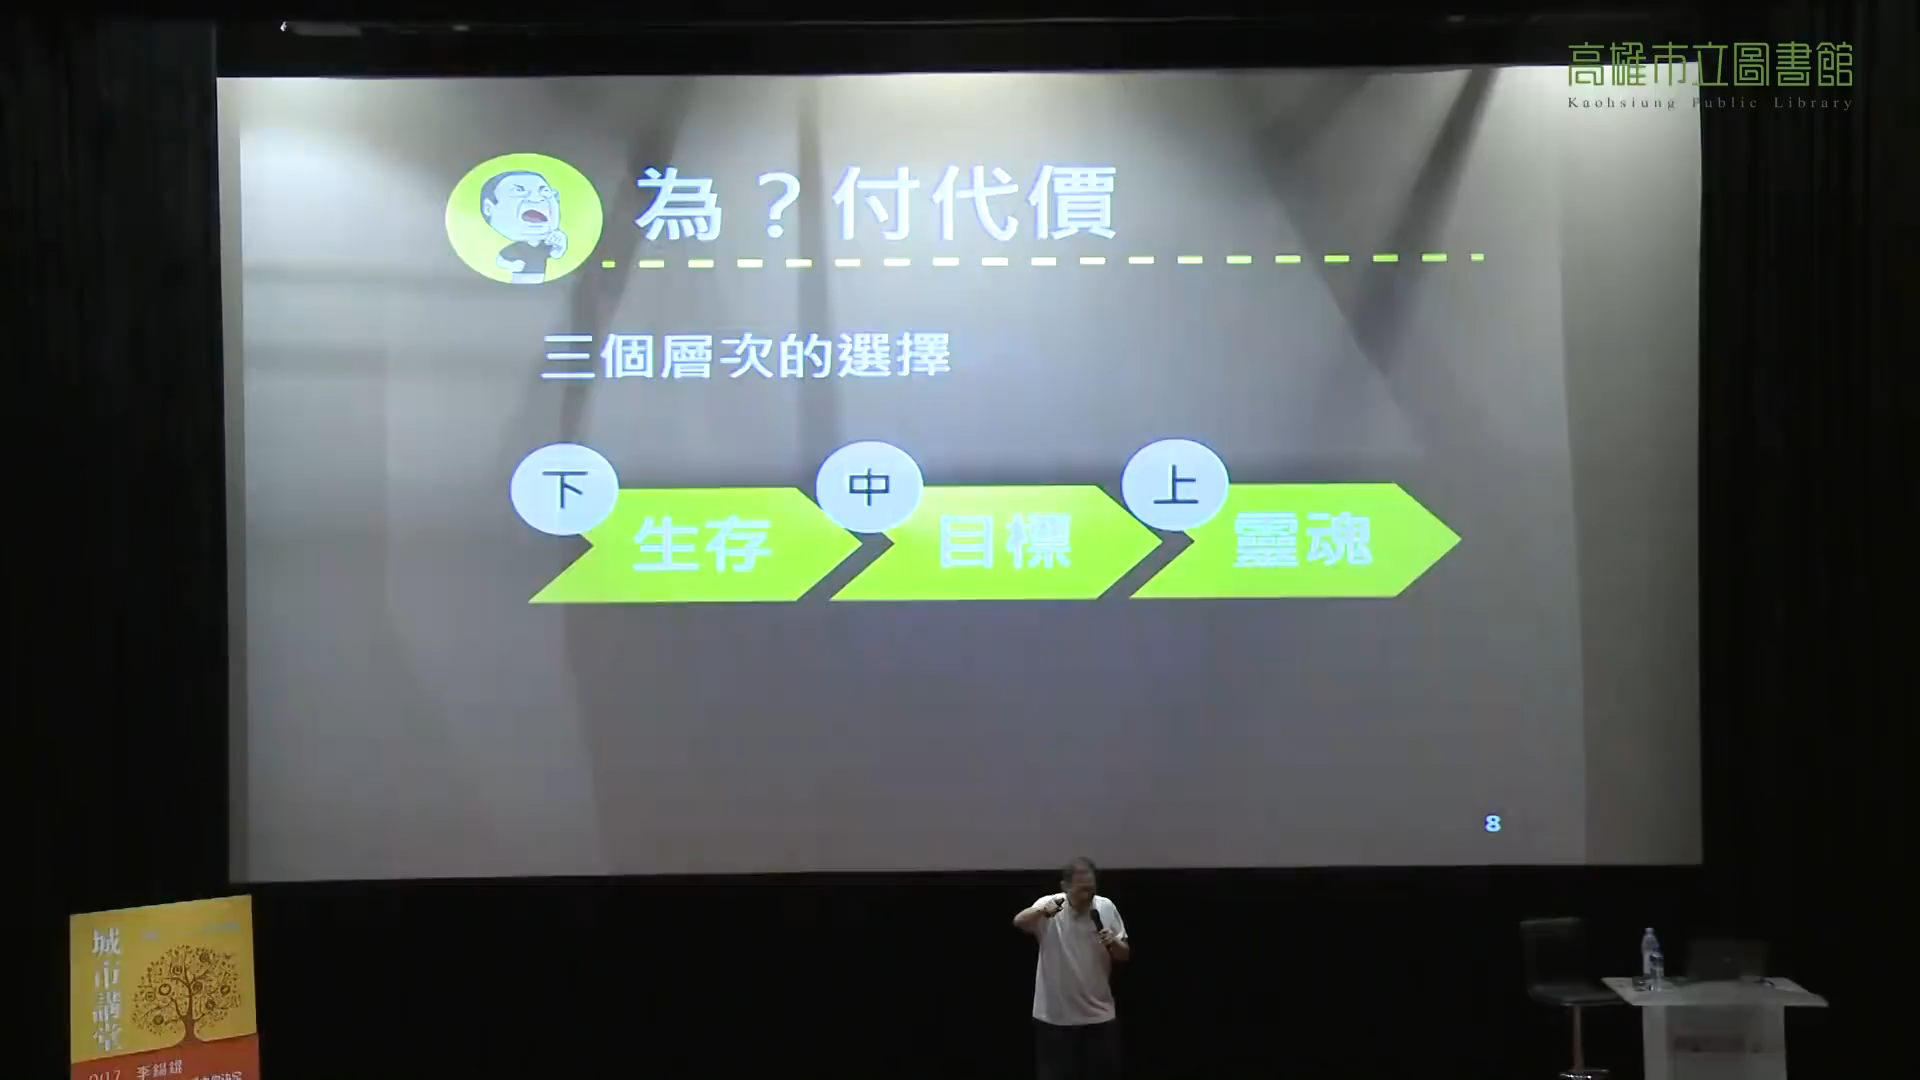 高雄市立圖書館
Kaohsiung Public Library
為？付代價
三個層次的選擇
下 中 上
生存 目標 靈魂
8
城市講堂
9/17 李錫錕